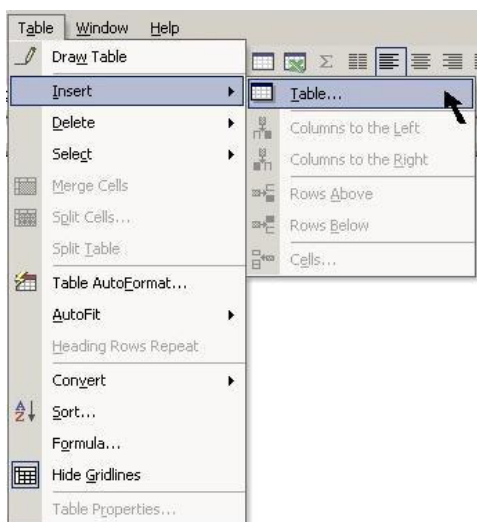 Table Window Help
Draw Table
Insert
Delete
Select
Merge Cells
Split Cells...
Split Table
Table AutoFormat...
AutoFit
Heading Rows Repeat
Convert
Sort...
Formula...
Hide Gridlines
Table Properties...
Table...
Columns to the Left
Columns to the Right
Rows Above
Rows Below
Cells...